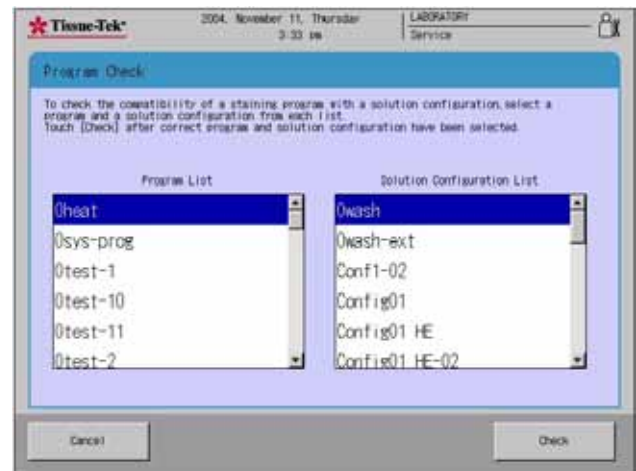 Tissue-Tek
2004, November 11, Thursday
3:33 pm
LABORATORY
Service
Program Check
To check the compatibility of a staining program with a solution configuration, select a
program and a solution configuration from each list.
Touch [Check] after correct program and solution configuration have been selected.
Program List
Solution Configuration List
0heat
0sys-prog
0test-1
0test-10
0test-11
0test-2
0wash
0wash-ext
Conf1-02
Config01
Config01 HE
Config01 HE-02
Cancel
Check